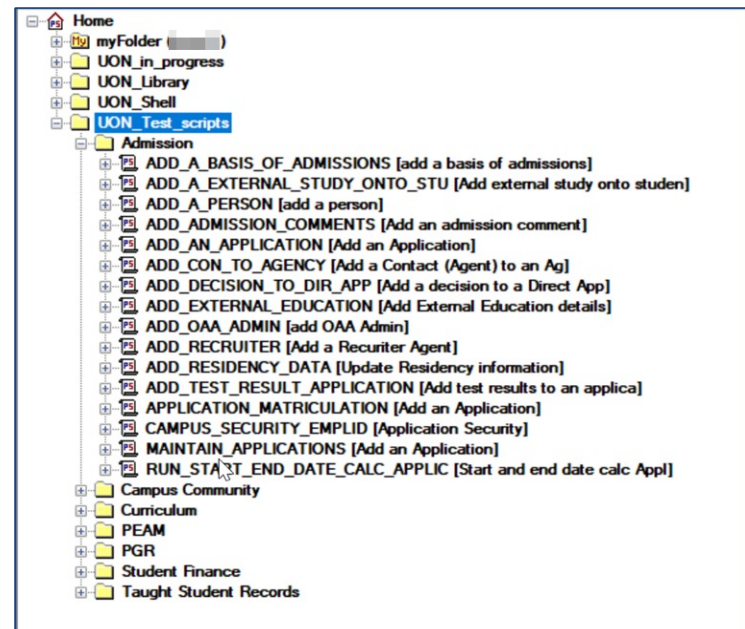 Home
myFolder ( )
UON_in_progress
UON_Library
UON_Shell
UON_Test_scripts
Admission
ADD_A_BASIS_OF_ADMISSIONS [add a basis of admissions]
ADD_A_EXTERNAL_STUDY_ONTO_STU [Add external study onto studen]
ADD_A_PERSON [add a person]
ADD_ADMISSION_COMMENTS [Add an admission comment]
ADD_AN_APPLICATION [Add an Application]
ADD_CON_TO_AGENCY [Add a Contact (Agent) to an Ag]
ADD_DECISION_TO_DIR_APP [Add a decision to a Direct App]
ADD_EXTERNAL_EDUCATION [Add External Education details]
ADD_OAA_ADMIN [add OAA Admin]
ADD_RECRUITER [Add a Recuriter Agent]
ADD_RESIDENCY_DATA [Update Residency information]
ADD_TEST_RESULT_APPLICATION [Add test results to an applica]
APPLICATION_MATRICULATION [Add an Application]
CAMPUS_SECURITY_EMPLID [Application Security]
MAINTAIN_APPLICATIONS [Add an Application]
RUN_START_END_DATE_CALC_APPLIC [Start and end date calc Appl]
Campus Community
Curriculum
PEAM
PGR
Student Finance
Taught Student Records